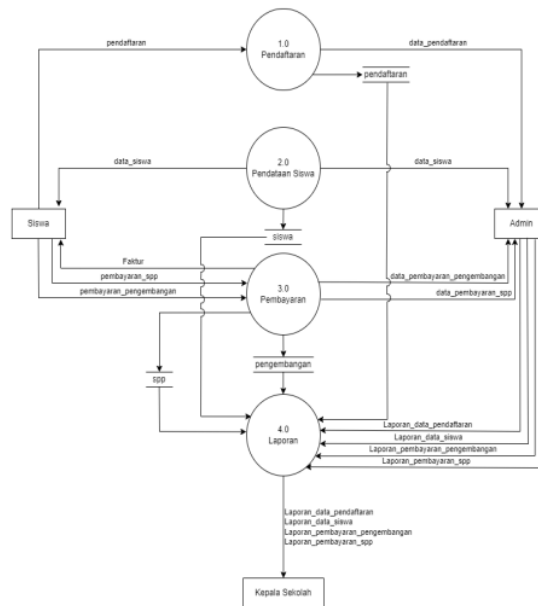 pendaftaran
1.0
Pendaftaran
data_pendaftaran
pendaftaran
data_siswa
2.0
Pendataan Siswa
data_siswa
Siswa
Admin
siswa
Faktur
pembayaran_spp
pembayaran_pengembangan
3.0
Pembayaran
data_pembayaran_pengembangan
data_pembayaran_spp
spp
pengembangan
4.0
Laporan
Laporan_data_pendaftaran
Laporan_data_siswa
Laporan_pembayaran_pengembangan
Laporan_pembayaran_spp
Laporan_data_pendaftaran
Laporan_data_siswa
Laporan_pembayaran_pengembangan
Laporan_pembayaran_spp
Kepala Sekolah